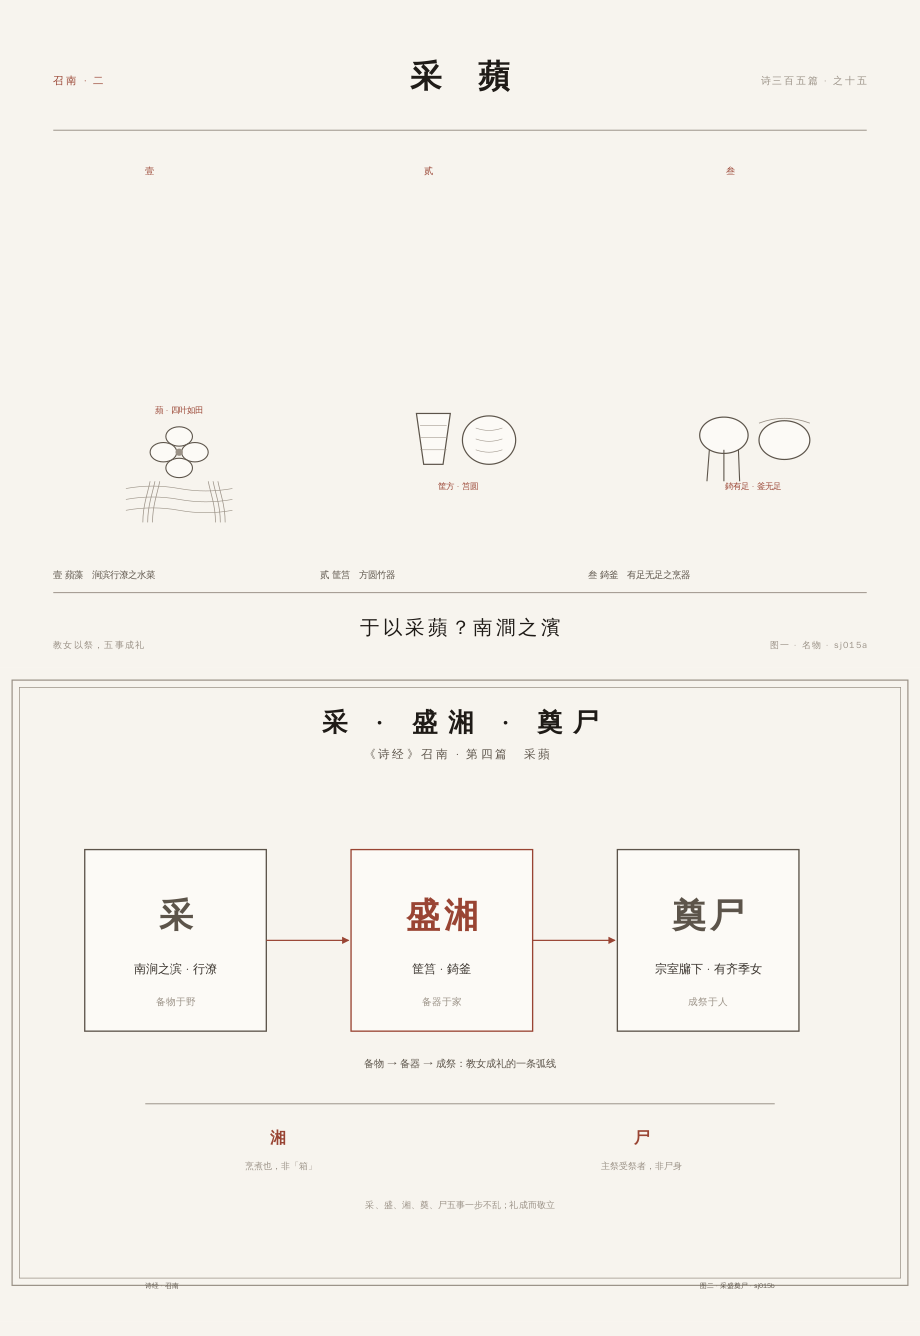 召南 · 二
采 蘋
诗三百五篇 · 之十五
壹
贰
叁
蘋 · 四叶如田
筐方 · 筥圆
錡有足 · 釜无足
壹 蘋藻 涧滨行潦之水菜
贰 筐筥 方圆竹器
叁 錡釜 有足无足之烹器
于以采蘋？南澗之濱
教女以祭，五事成礼
图一 · 名物 · sj015a
采 · 盛湘 · 奠尸
《诗经》召南 · 第四篇 采蘋
采
南涧之滨 · 行潦
备物于野
盛湘
筐筥 · 錡釜
备器于家
奠尸
宗室牖下 · 有齐季女
成祭于人
备物 → 备器 → 成祭：教女成礼的一条弧线
湘
烹煮也，非「箱」
尸
主祭受祭者，非尸身
采、盛、湘、奠、尸五事一步不乱；礼成而敬立
诗经 · 召南
图二 · 采盛奠尸 · sj015b